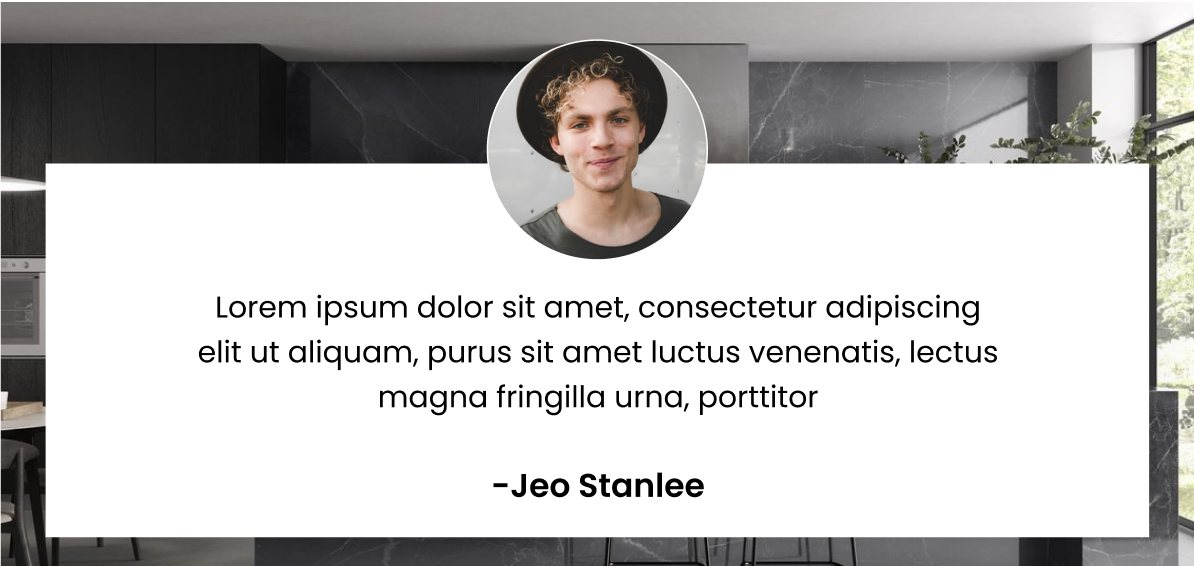 Lorem ipsum dolor sit amet, consectetur adipiscing
elit ut aliquam, purus sit amet luctus venenatis, lectus
magna fringilla urna, porttitor
-Jeo Stanlee